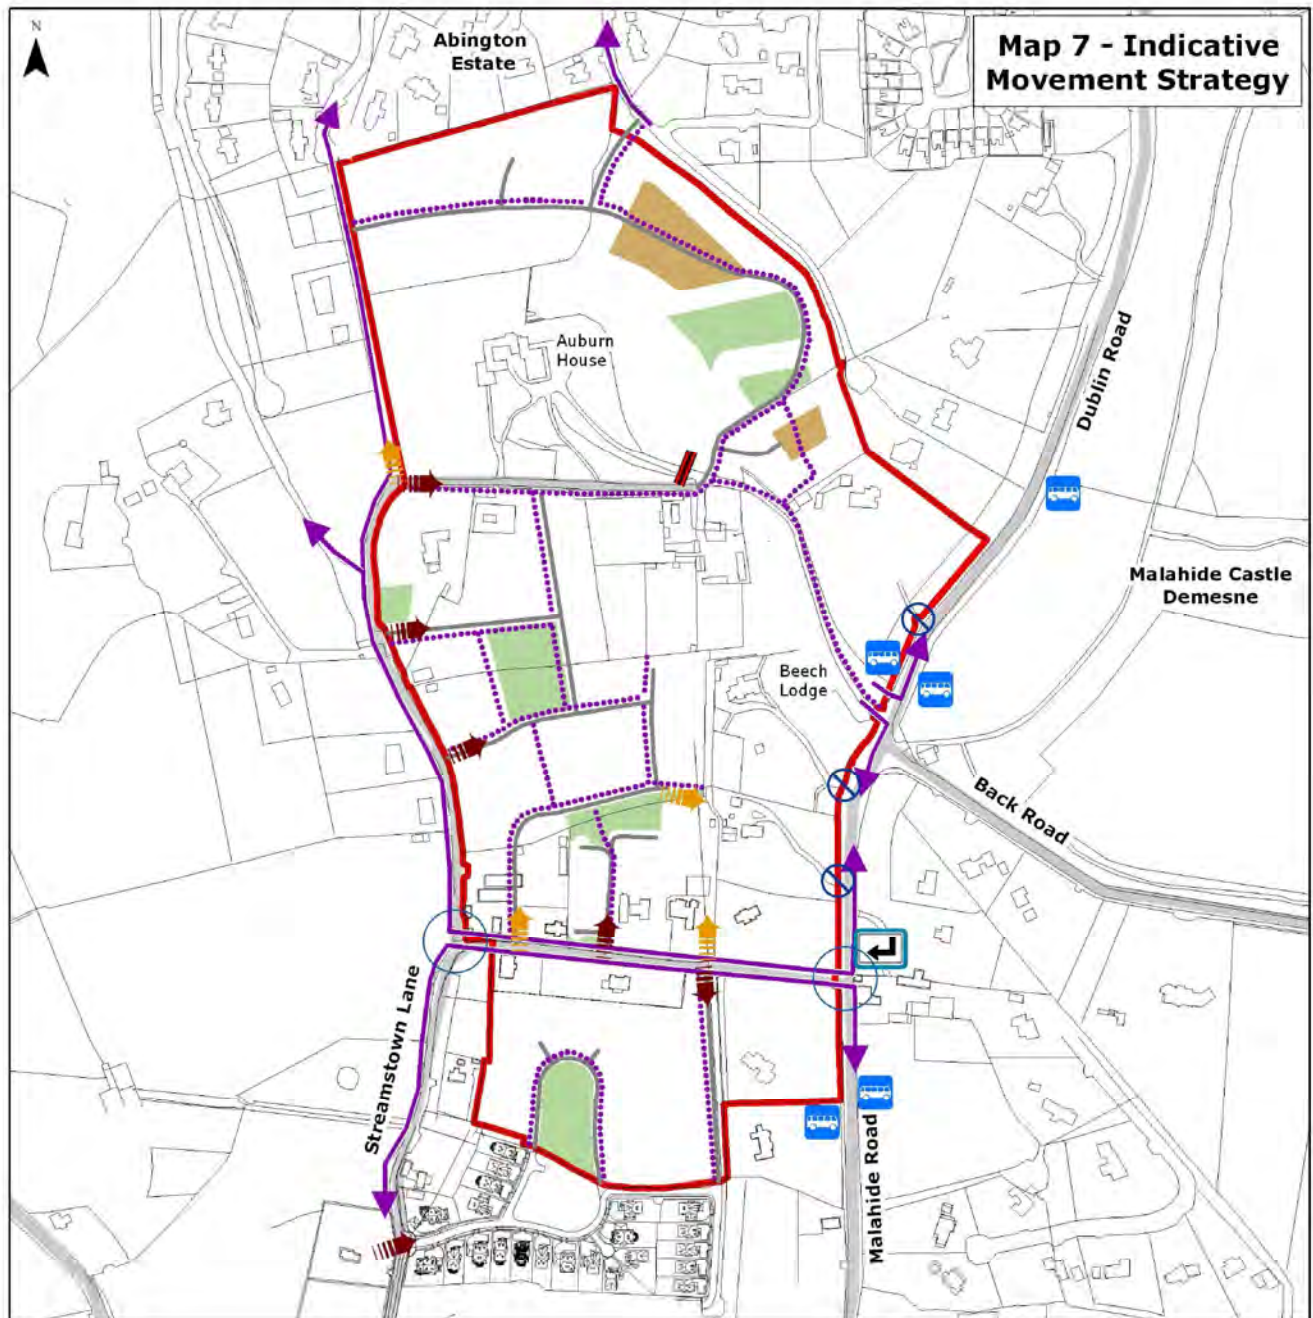 N
Map 7 - Indicative
Movement Strategy
Abington
Estate
Auburn
House
Dublin Road
Malahide Castle
Demesne
Beech
Lodge
Back Road
Streamstown Lane
Malahide Road